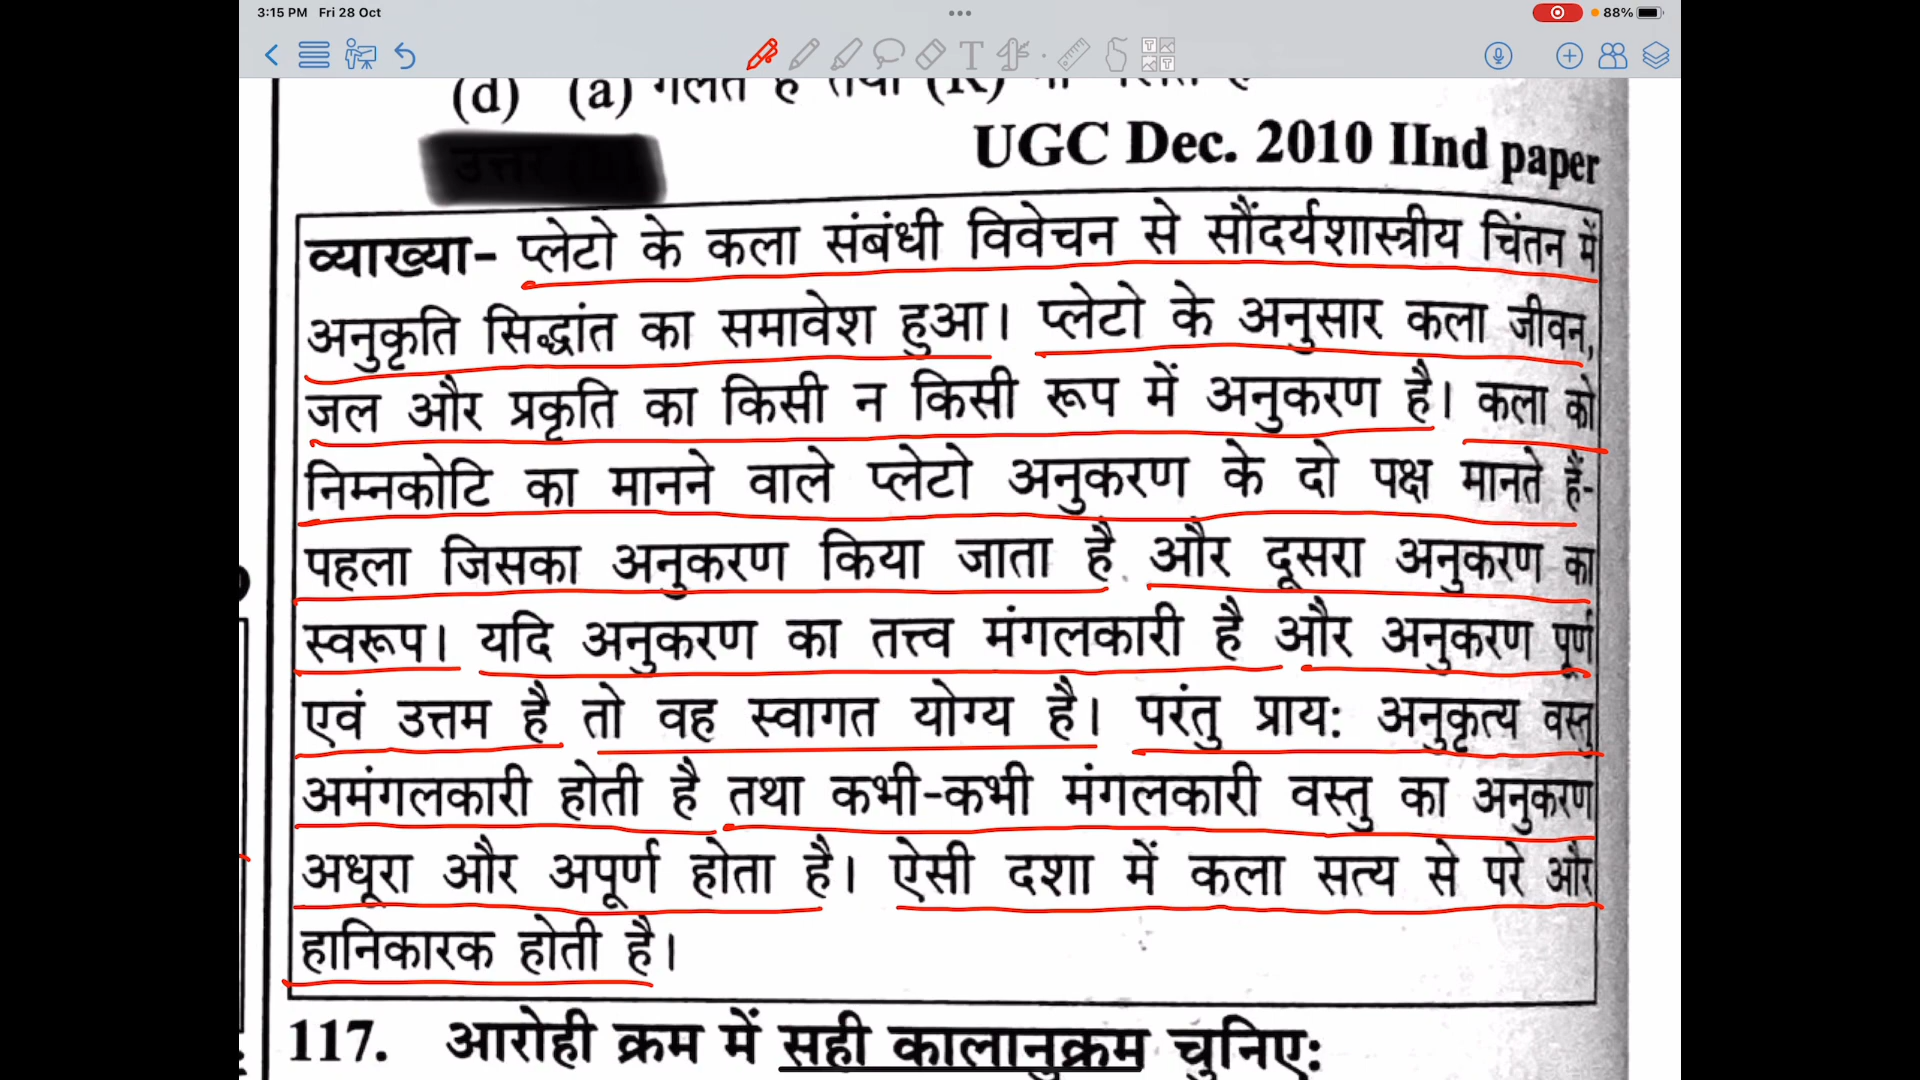 3:15 PM Fri 28 Oct 88%
(d) (a) गलत है तथा (R)
UGC Dec. 2010 IInd paper
व्याख्या- प्लेटो के कला संबंधी विवेचन से सौंदर्यशास्त्रीय चिंतन में
अनुकृति सिद्धांत का समावेश हुआ। प्लेटो के अनुसार कला जीवन,
जल और प्रकृति का किसी न किसी रूप में अनुकरण है। कला को
निम्नकोटि का मानने वाले प्लेटो अनुकरण के दो पक्ष मानते हैं-
पहला जिसका अनुकरण किया जाता है और दूसरा अनुकरण का
स्वरूप। यदि अनुकरण का तत्त्व मंगलकारी है और अनुकरण पूर्ण
एवं उत्तम है तो वह स्वागत योग्य है। परंतु प्राय: अनुकृत्य वस्तु
अमंगलकारी होती है तथा कभी-कभी मंगलकारी वस्तु का अनुकरण
अधूरा और अपूर्ण होता है। ऐसी दशा में कला सत्य से परे और
हानिकारक होती है।
117. आरोही क्रम में सही कालानुक्रम चुनिए: